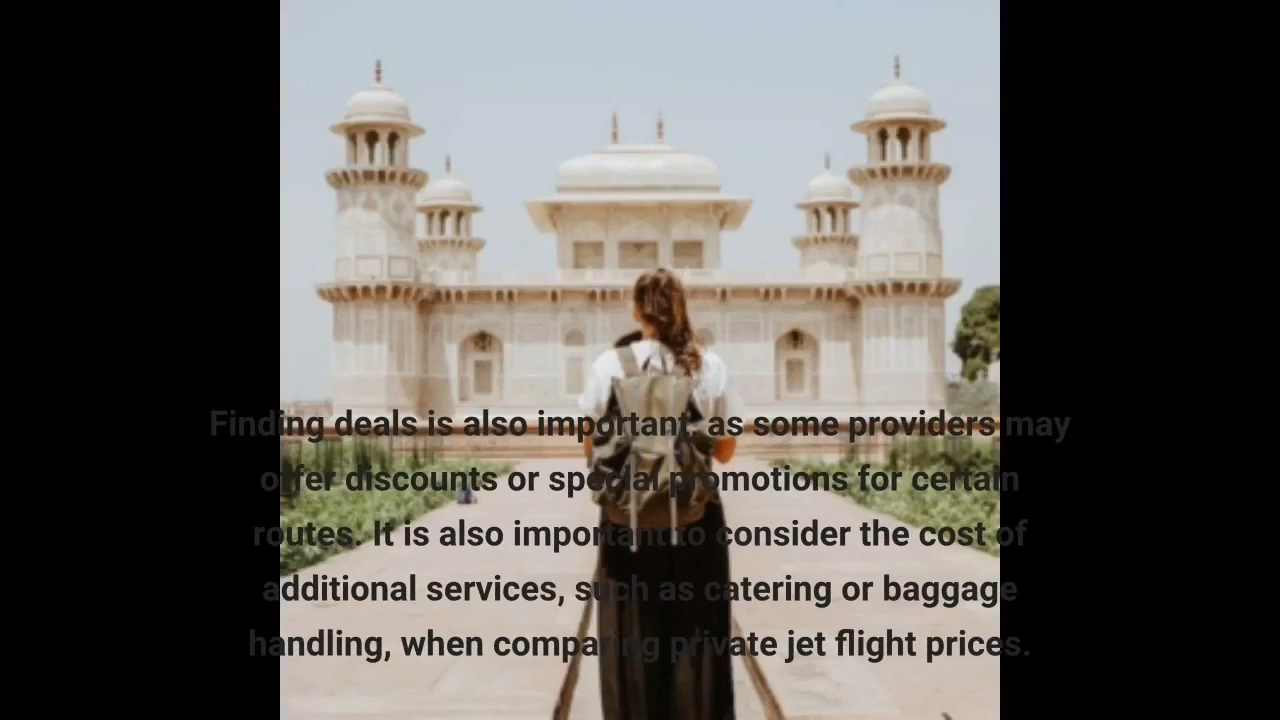 Finding deals is also important, as some providers may
offer discounts or special promotions for certain
routes. It is also important to consider the cost of
additional services, such as catering or baggage
handling, when comparing private jet flight prices.